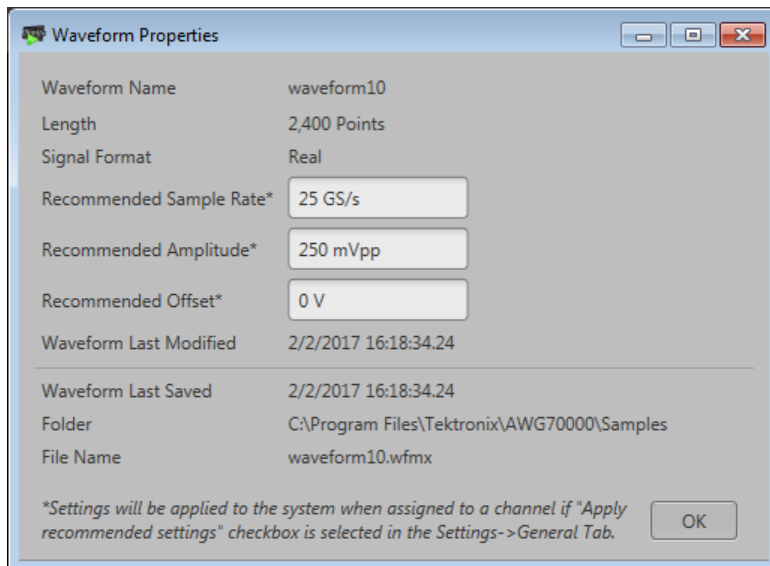 Waveform Properties
Waveform Name waveform10
Length 2,400 Points
Signal Format Real
Recommended Sample Rate* 25 GS/s
Recommended Amplitude* 250 mVpp
Recommended Offset* 0 V
Waveform Last Modified 2/2/2017 16:18:34.24
Waveform Last Saved 2/2/2017 16:18:34.24
Folder C:\Program Files\Tektronix\AWG70000\Samples
File Name waveform10.wfmx
*Settings will be applied to the system when assigned to a channel if "Apply
recommended settings" checkbox is selected in the Settings->General Tab.
OK